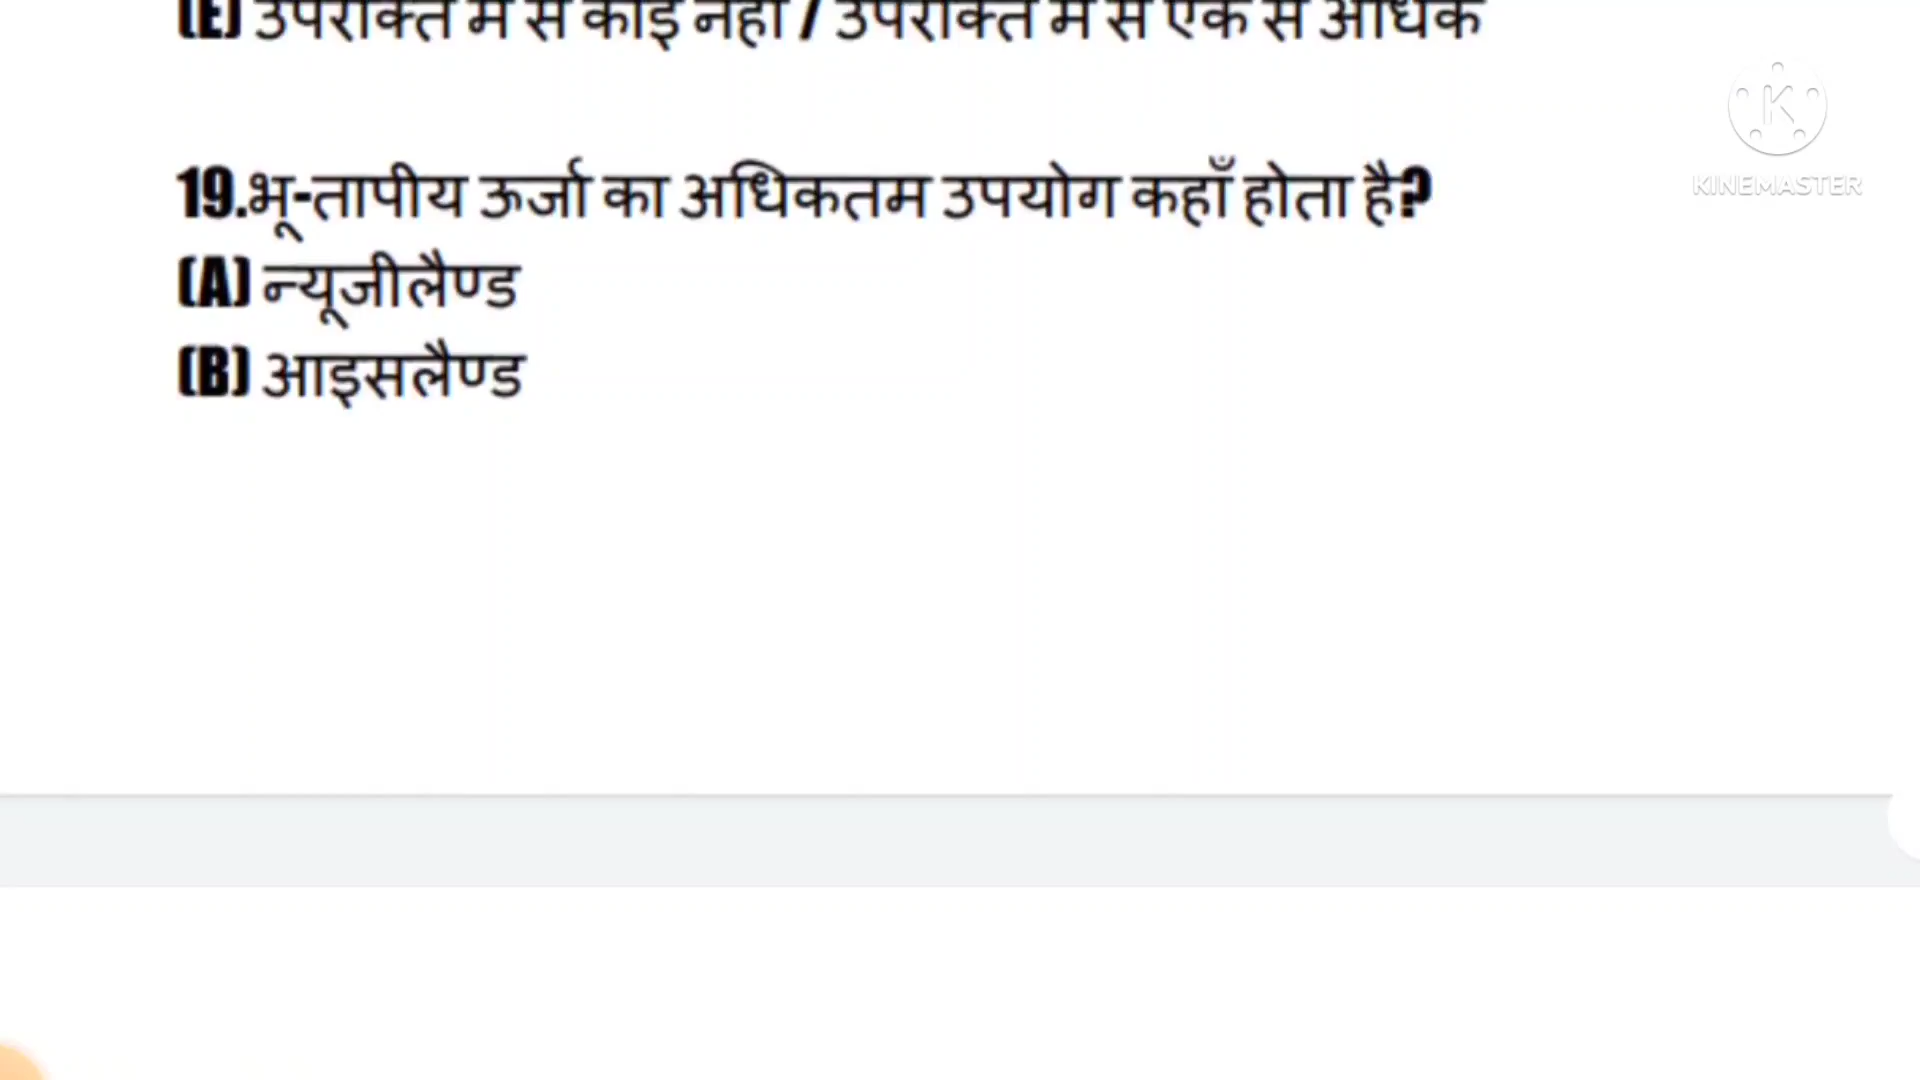 (E) उपरोक्त में से कोई नहीं / उपरोक्त में से एक से अधिक
KINEMASTER
19.भू-तापीय ऊर्जा का अधिकतम उपयोग कहाँ होता है?
(A) न्यूजीलैण्ड
(B) आइसलैण्ड